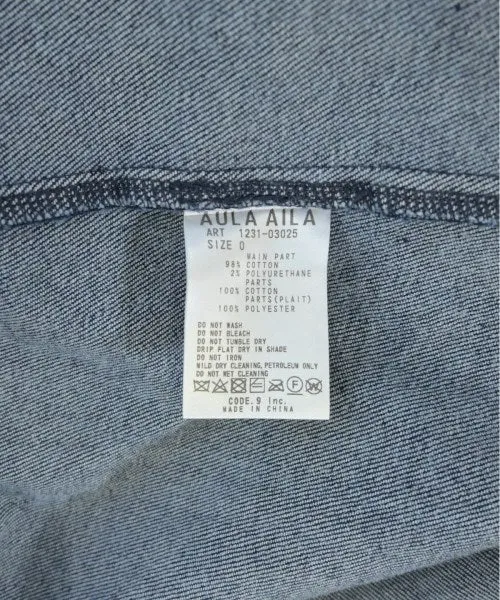 AULA AILA
ART 1231-03025
SIZE 0
MAIN PART
98% COTTON
2% POLYURETHANE
PARTS
100% COTTON
PARTS(PLAIT)
100% POLYESTER
DO NOT WASH
DO NOT BLEACH
DO NOT TUMBLE DRY
DRIP FLAT DRY IN SHADE
DO NOT IRON
MILD DRY CLEANING, PETROLEUM ONLY
DO NOT WET CLEANING
F W
CODE.9 Inc.
MADE IN CHINA